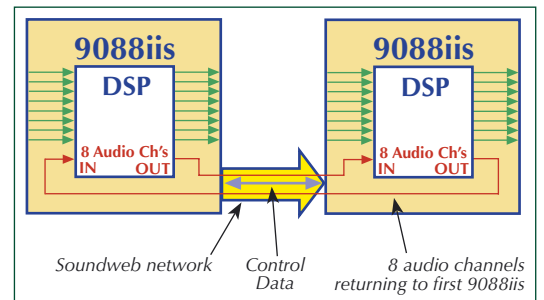 9088iis
DSP
8 Audio Ch's
IN OUT
9088iis
DSP
8 Audio Ch's
IN OUT
Soundweb network
Control
Data
8 audio channels
returning to first 9088iis